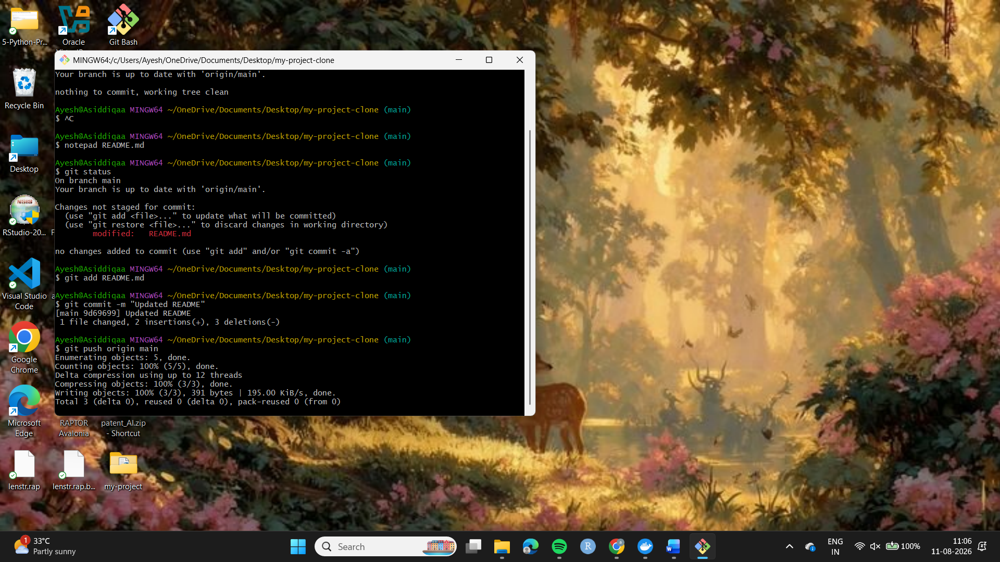 5-Python-Pr...
Oracle
Git Bash
MINGW64:/c/Users/Ayesh/OneDrive/Documents/Desktop/my-project-clone
Your branch is up to date with 'origin/main'.
nothing to commit, working tree clean
Ayesh@Asiddiqaa MINGW64 ~/OneDrive/Documents/Desktop/my-project-clone (main)
$ ^C
Ayesh@Asiddiqaa MINGW64 ~/OneDrive/Documents/Desktop/my-project-clone (main)
$ notepad README.md
Ayesh@Asiddiqaa MINGW64 ~/OneDrive/Documents/Desktop/my-project-clone (main)
$ git status
On branch main
Your branch is up to date with 'origin/main'.
Changes not staged for commit:
(use "git add <file>..." to update what will be committed)
(use "git restore <file>..." to discard changes in working directory)
modified: README.md
no changes added to commit (use "git add" and/or "git commit -a")
Ayesh@Asiddiqaa MINGW64 ~/OneDrive/Documents/Desktop/my-project-clone (main)
$ git add README.md
Ayesh@Asiddiqaa MINGW64 ~/OneDrive/Documents/Desktop/my-project-clone (main)
$ git commit -m "Updated README"
[main 9d69699] Updated README
1 file changed, 2 insertions(+), 3 deletions(-)
Ayesh@Asiddiqaa MINGW64 ~/OneDrive/Documents/Desktop/my-project-clone (main)
$ git push origin main
Enumerating objects: 5, done.
Counting objects: 100% (5/5), done.
Delta compression using up to 12 threads
Compressing objects: 100% (3/3), done.
Writing objects: 100% (3/3), 391 bytes | 195.00 KiB/s, done.
Total 3 (delta 0), reused 0 (delta 0), pack-reused 0 (from 0)
Recycle Bin
Desktop
NSIS
RStudio-20...
Visual Studio
Code
Google
Chrome
Microsoft
Edge
RAPTOR
Avalonia
patent_AI.zip
- Shortcut
lenstr.rap
lenstr.rap.b...
my-project
1
33°C
Partly sunny
Search
R
a
W
ENG
IN
100%
11:06
11-08-2026